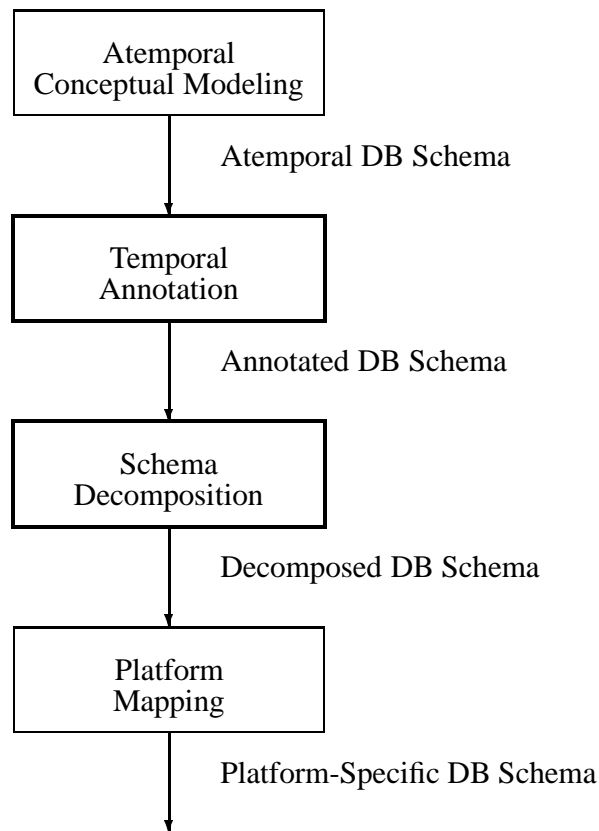 Atemporal
Conceptual Modeling
Atemporal DB Schema
Temporal
Annotation
Annotated DB Schema
Schema
Decomposition
Decomposed DB Schema
Platform
Mapping
Platform-Specific DB Schema